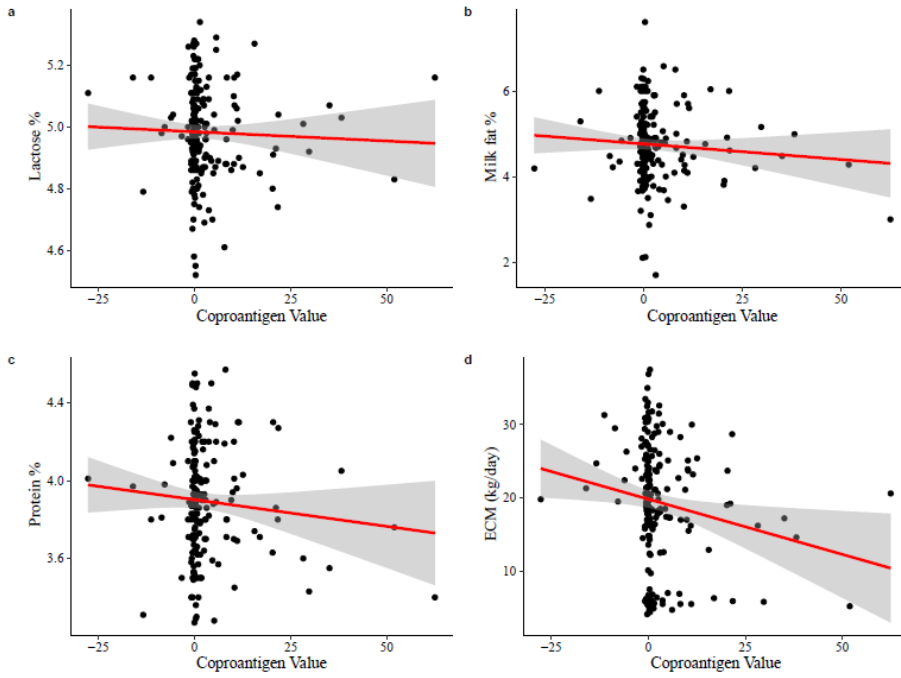 a
5.2
5.0
4.8
4.6
Lactose %
−25 0 25 50
Coproantigen Value
b
6
4
2
Milk fat %
−25 0 25 50
Coproantigen Value
c
4.4
4.0
3.6
Protein %
−25 0 25 50
Coproantigen Value
d
30
20
10
ECM (kg/day)
−25 0 25 50
Coproantigen Value